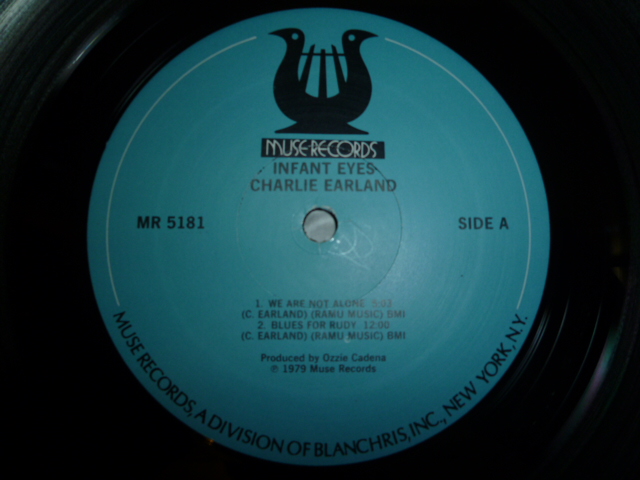 MUSE RECORDS
INFANT EYES
CHARLIE EARLAND
MR 5181
SIDE A
1. WE ARE NOT ALONE 5:03
(C. EARLAND) (RAMU MUSIC) BMI
2. BLUES FOR RUDY 12:00
(C. EARLAND) (RAMU MUSIC) BMI
Produced by Ozzie Cadena
℗ 1979 Muse Records
MUSE RECORDS, A DIVISION OF BLANCHRIS, INC., NEW YORK, N.Y.